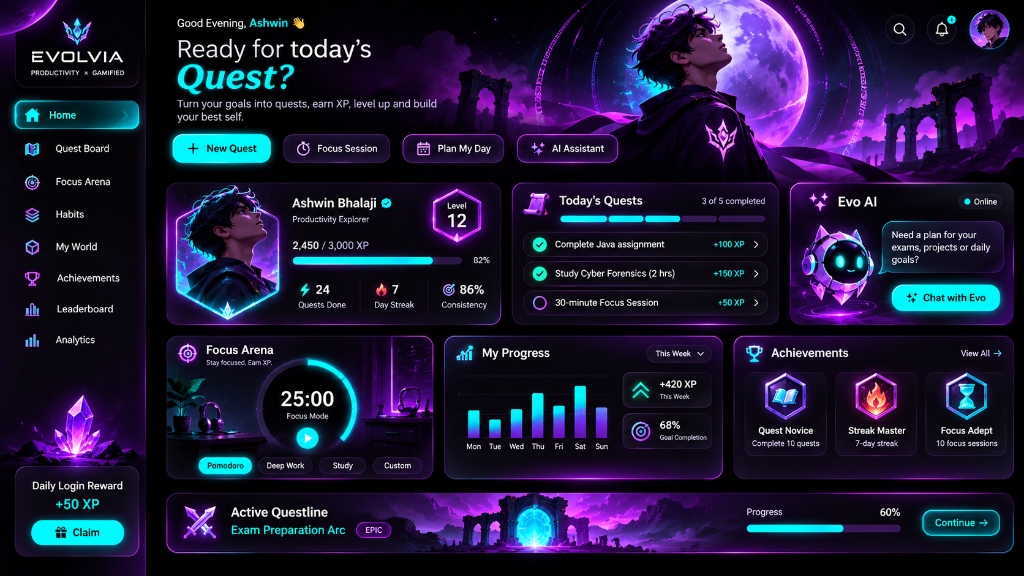 EVOLVIA
PRODUCTIVITY × GAMIFIED
Home
Quest Board
Focus Arena
Habits
My World
Achievements
Leaderboard
Analytics
Daily Login Reward
+50 XP
Claim
Good Evening, Ashwin 👋
Ready for today's
Quest?
Turn your goals into quests, earn XP, level up and build
your best self.
+ New Quest
Focus Session
Plan My Day
AI Assistant
Ashwin Bhalaji
Productivity Explorer
Level
12
2,450 / 3,000 XP
82%
24
Quests Done
7
Day Streak
86%
Consistency
Today's Quests
3 of 5 completed
Complete Java assignment
+100 XP
Study Cyber Forensics (2 hrs)
+150 XP
30-minute Focus Session
+50 XP
Evo AI
Online
Need a plan for your
exams, projects or daily
goals?
Chat with Evo
Focus Arena
Stay focused. Earn XP.
25:00
Focus Mode
Pomodoro
Deep Work
Study
Custom
My Progress
This Week
Mon Tue Wed Thu Fri Sat Sun
+420 XP
This Week
68%
Goal Completion
Achievements
View All →
Quest Novice
Complete 10 quests
Streak Master
7-day streak
Focus Adept
10 focus sessions
Active Questline
Exam Preparation Arc
EPIC
Progress
60%
Continue →